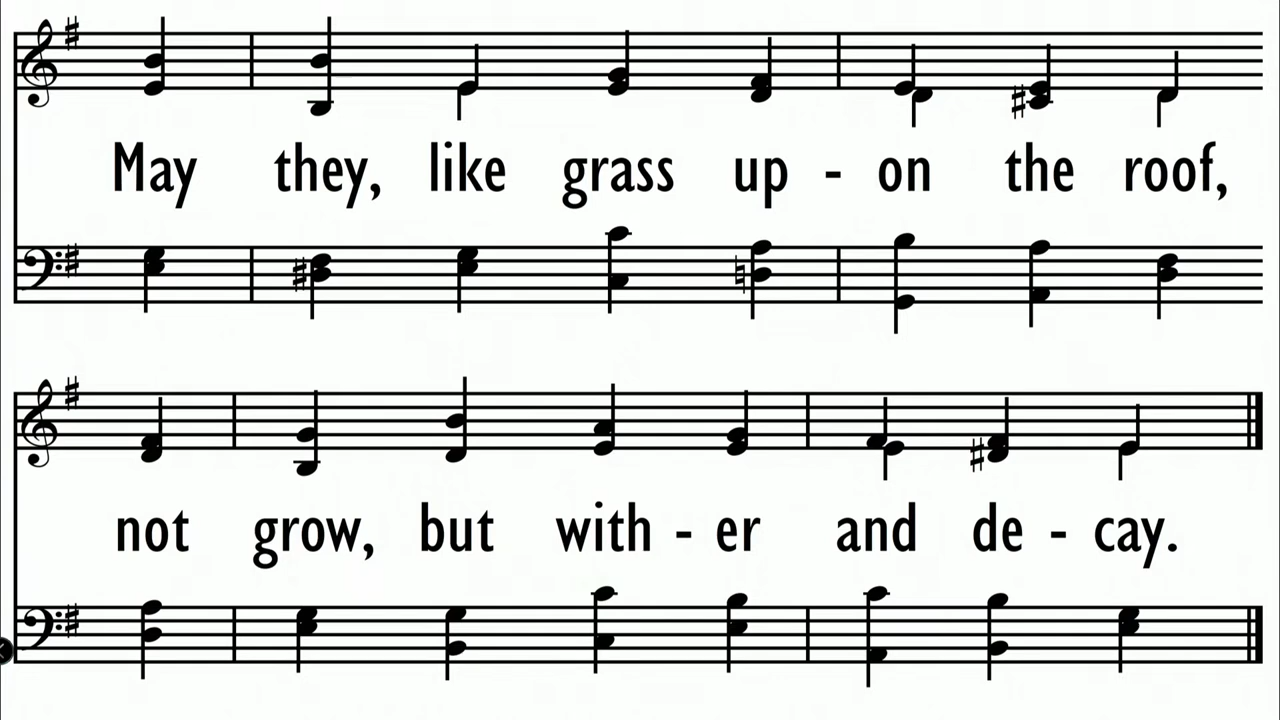 May they, like grass up - on the roof,
not grow, but with - er and de - cay.